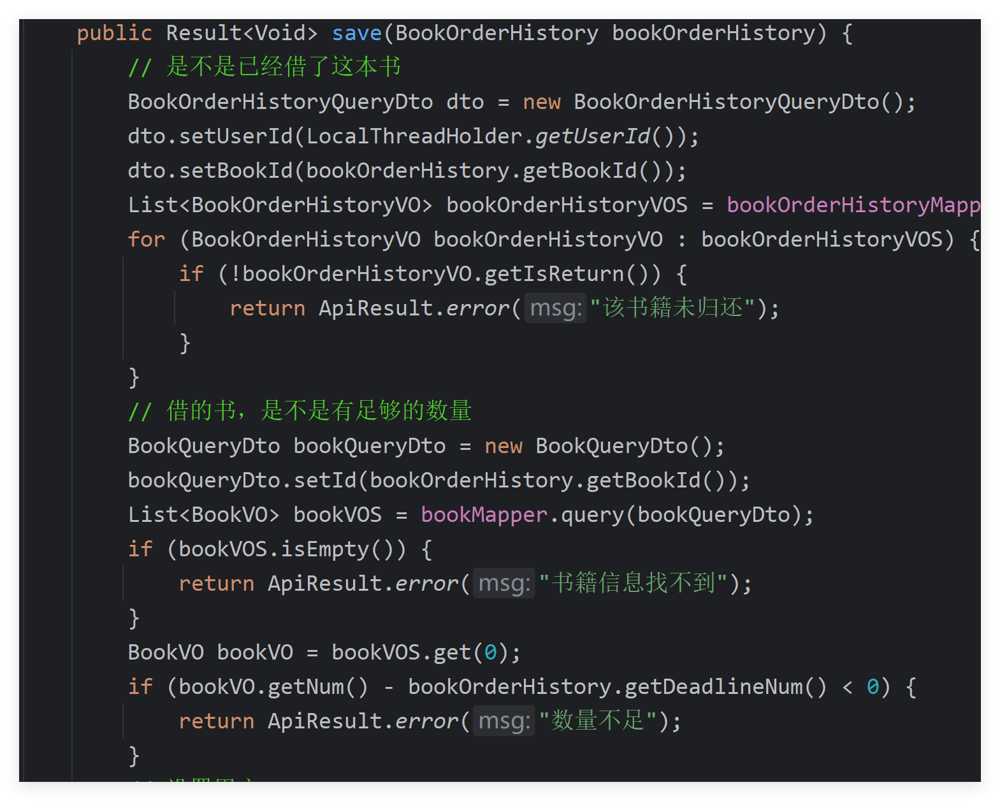 public Result<Void> save(BookOrderHistory bookOrderHistory) {
// 是不是已经借了这本书
BookOrderHistoryQueryDto dto = new BookOrderHistoryQueryDto();
dto.setUserId(LocalThreadHolder.getUserId());
dto.setBookId(bookOrderHistory.getBookId());
List<BookOrderHistoryVO> bookOrderHistoryVOS = bookOrderHistoryMapp
for (BookOrderHistoryVO bookOrderHistoryVO : bookOrderHistoryVOS) {
if (!bookOrderHistoryVO.getIsReturn()) {
return ApiResult.error( msg: "该书籍未归还");
}
}
// 借的书，是不是有足够的数量
BookQueryDto bookQueryDto = new BookQueryDto();
bookQueryDto.setId(bookOrderHistory.getBookId());
List<BookVO> bookVOS = bookMapper.query(bookQueryDto);
if (bookVOS.isEmpty()) {
return ApiResult.error( msg: "书籍信息找不到");
}
BookVO bookVO = bookVOS.get(0);
if (bookVO.getNum() - bookOrderHistory.getDeadlineNum() < 0) {
return ApiResult.error( msg: "数量不足");
}